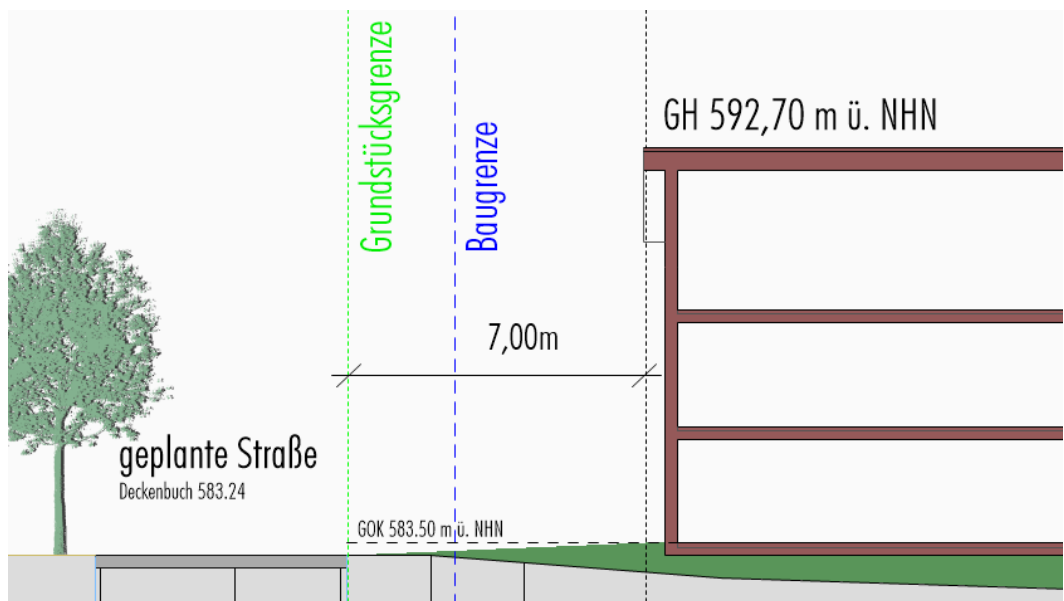 Grundstücksgrenze
Baugrenze
GH 592,70 m ü. NHN
7,00m
geplante Straße
Deckenbuch 583.24
GOK 583.50 m ü. NHN